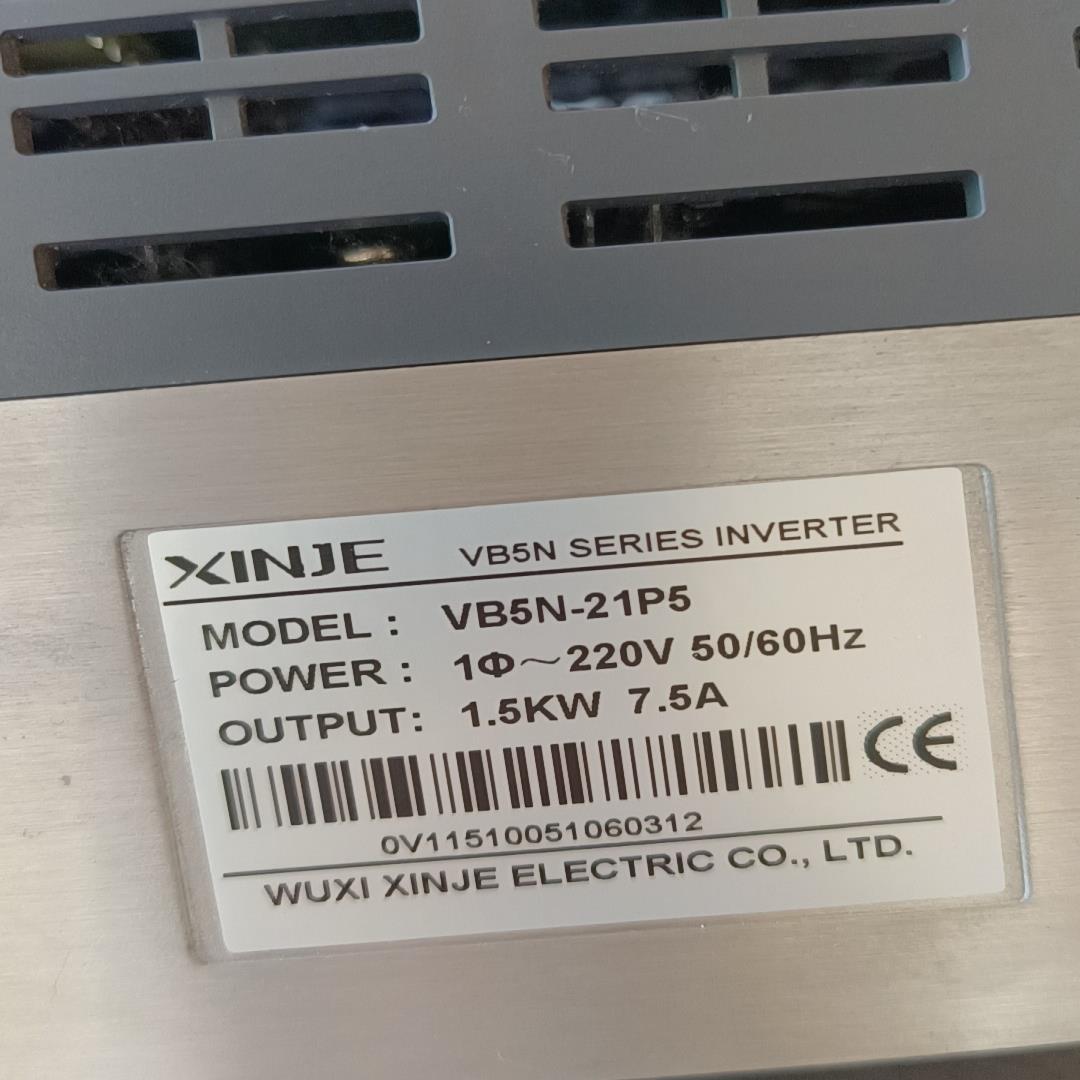 XINJE VB5N SERIES INVERTER
MODEL : VB5N-21P5
POWER : 1Φ～220V 50/60Hz
OUTPUT: 1.5KW 7.5A
CE
0V11510051060312
WUXI XINJE ELECTRIC CO., LTD.